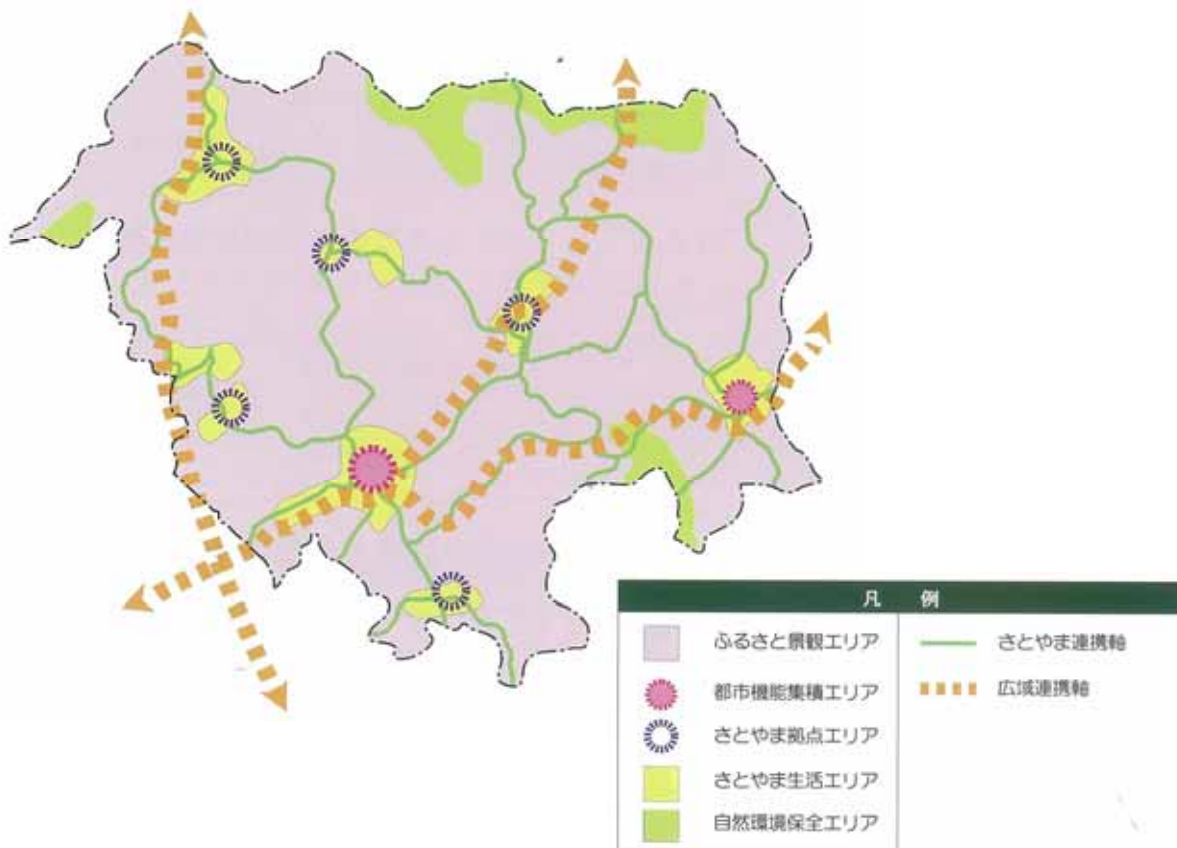 凡 例
ふるさと景観エリア
都市機能集積エリア
さとやま拠点エリア
さとやま生活エリア
自然環境保全エリア
さとやま連携軸
広域連携軸